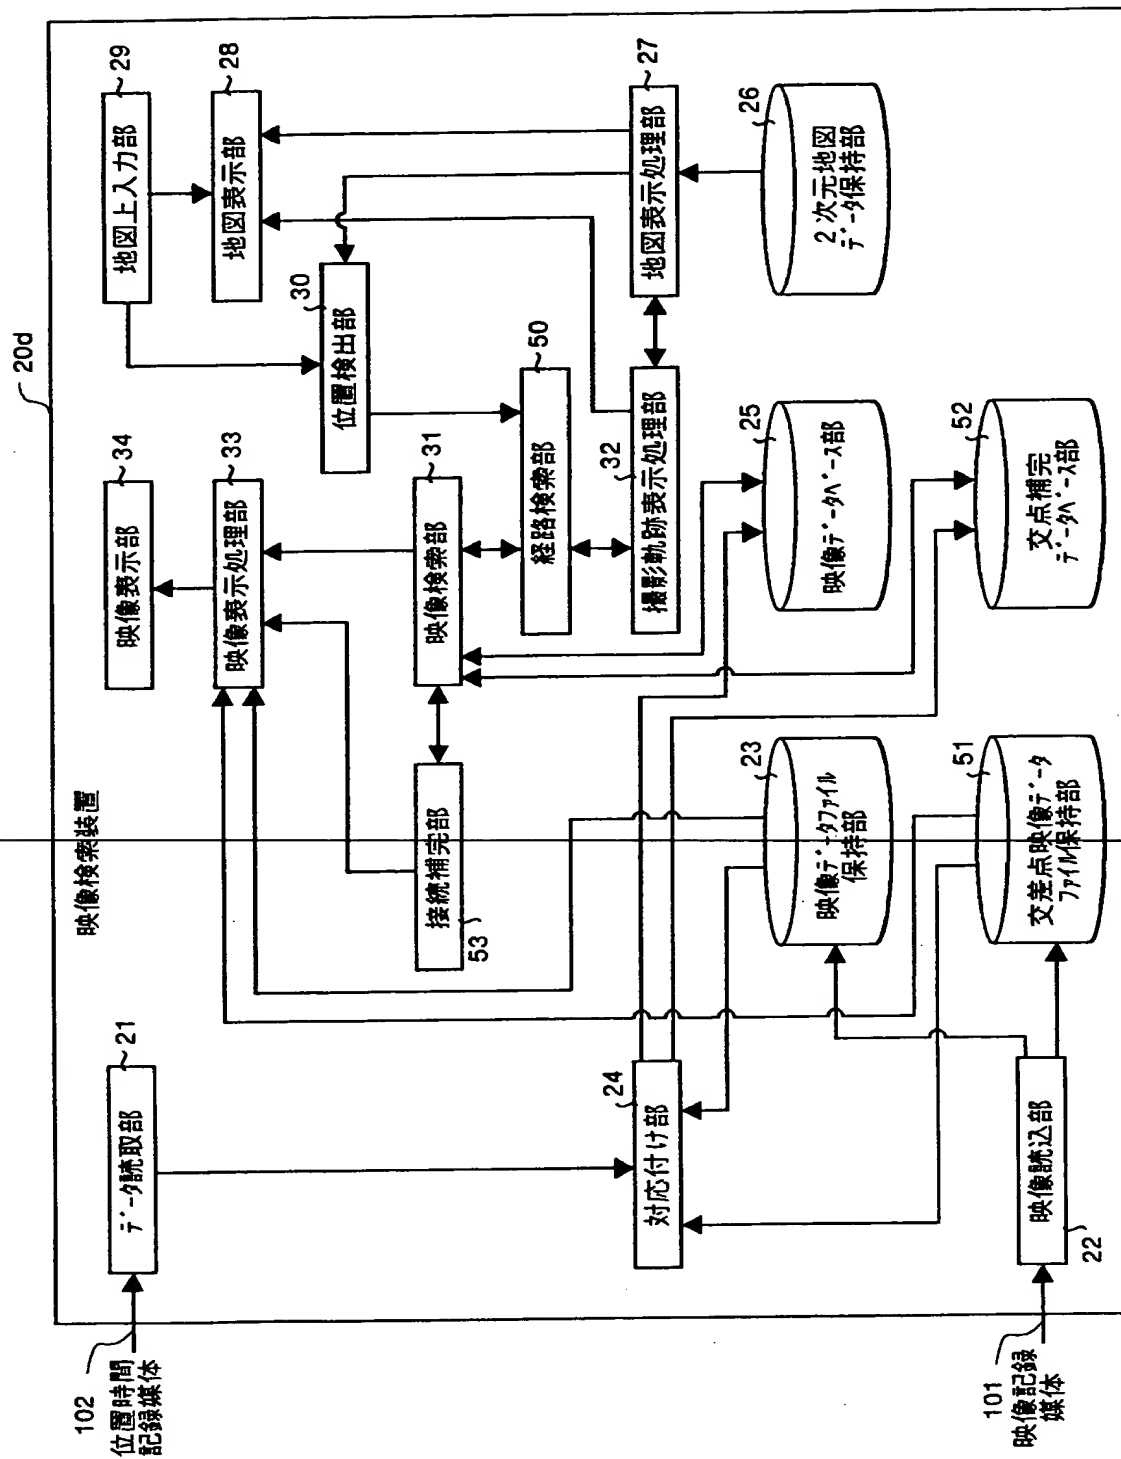 20d
映像検索装置
102
位置時間
記録媒体
データ読取部
21
映像表示部
34
地図上入力部
29
映像表示処理部
33
地図表示部
28
位置検出部
30
接続補完部
53
映像検索部
31
経路検索部
50
対応付け部
24
撮影軌跡表示処理部
32
地図表示処理部
27
映像データファイル
保持部
23
映像データベース部
25
2次元地図
データ保持部
26
101
映像記録
媒体
映像読込部
22
交差点映像データ
ファイル保持部
51
交点補完
データベース部
52